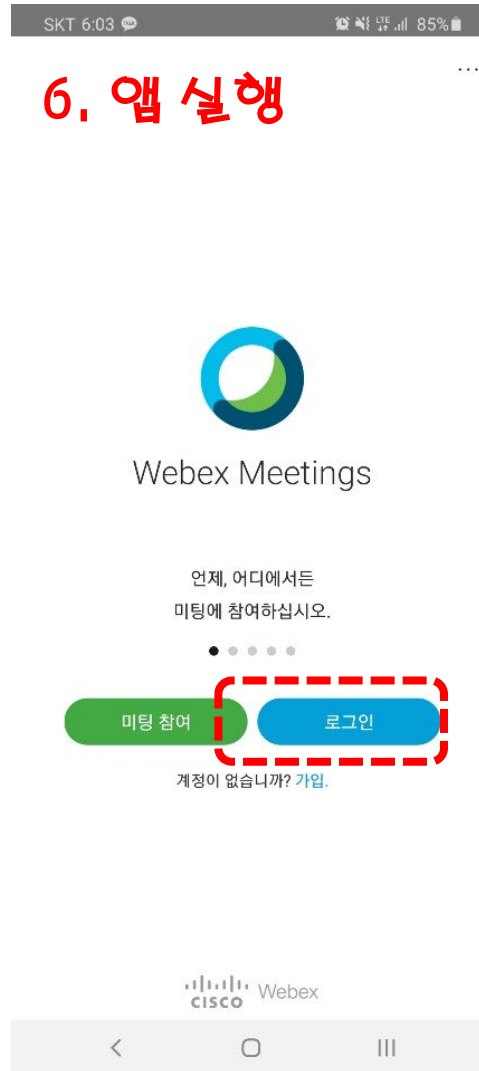 SKT 6:03
LTE 85%
6. 앱 실행
Webex Meetings
언제, 어디에서든
미팅에 참여하십시오.
미팅 참여 로그인
계정이 없습니까? 가입.
CISCO Webex